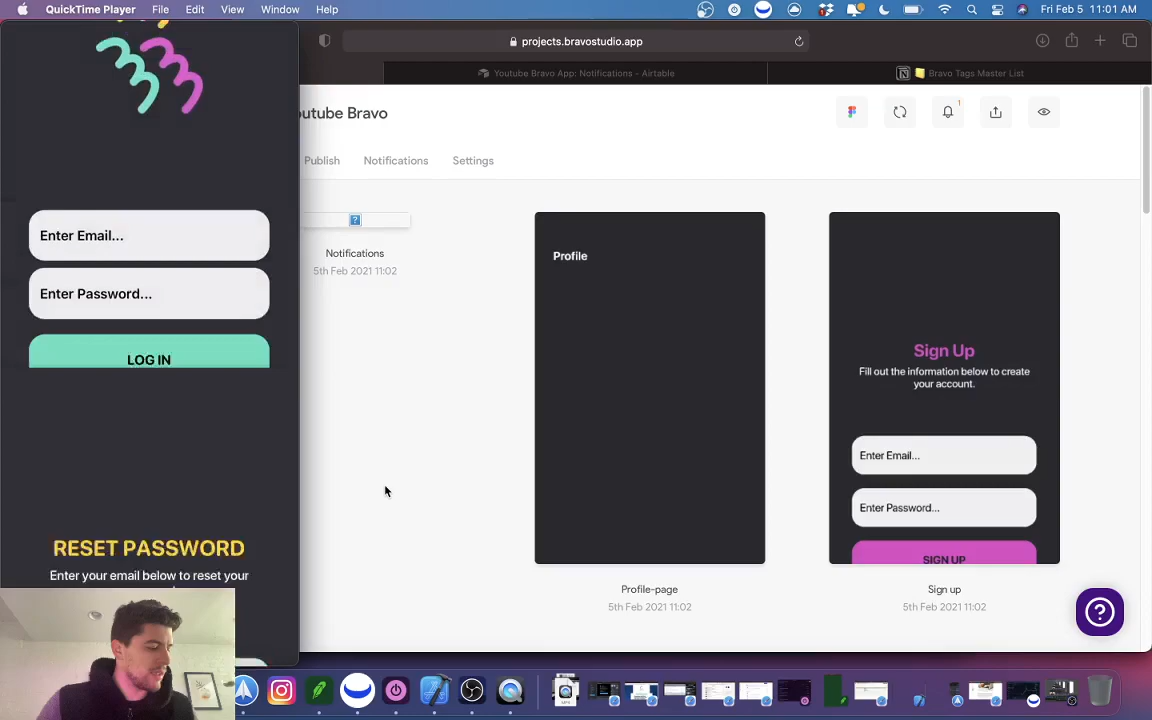 QuickTime Player File Edit View Window Help
Fri Feb 5 11:01 AM
projects.bravostudio.app
Youtube Bravo App: Notifications - Airtable
Bravo Tags Master List
outube Bravo
Publish Notifications Settings
1
Enter Email...
Enter Password...
LOG IN
RESET PASSWORD
Enter your email below to reset your
?
Notifications
5th Feb 2021 11:02
Profile
Profile-page
5th Feb 2021 11:02
Sign Up
Fill out the information below to create
your account.
Enter Email...
Enter Password...
SIGN UP
Sign up
5th Feb 2021 11:02
?